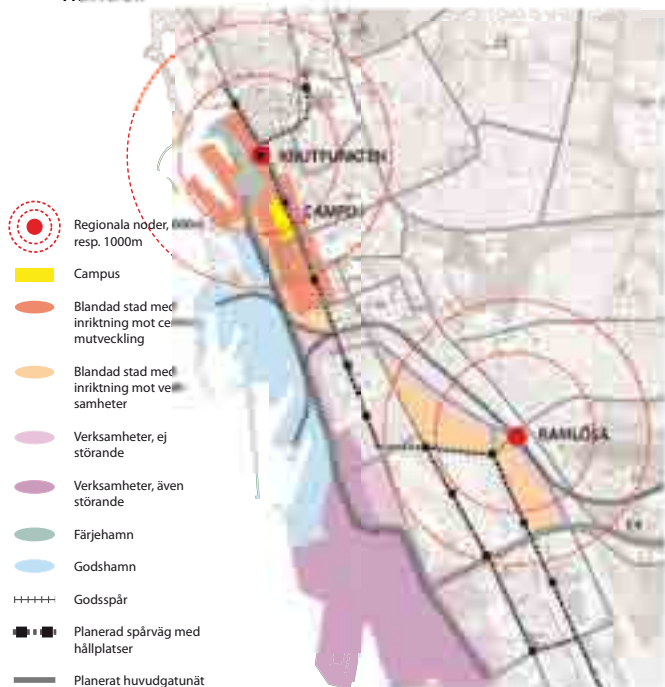 KNUTPUNKTEN
CAMPUS
Regionala noder,
resp. 1000m
Campus
Blandad stad med
inriktning mot ce
mutveckling
Blandad stad med
inriktning mot ve
samheter
RAMLÖSA
Verksamheter, ej
störande
Verksamheter, även
störande
E4
Färjehamn
Godshamn
Godsspår
Planerad spårväg med
hållplatser
Planerat huvudgatunät